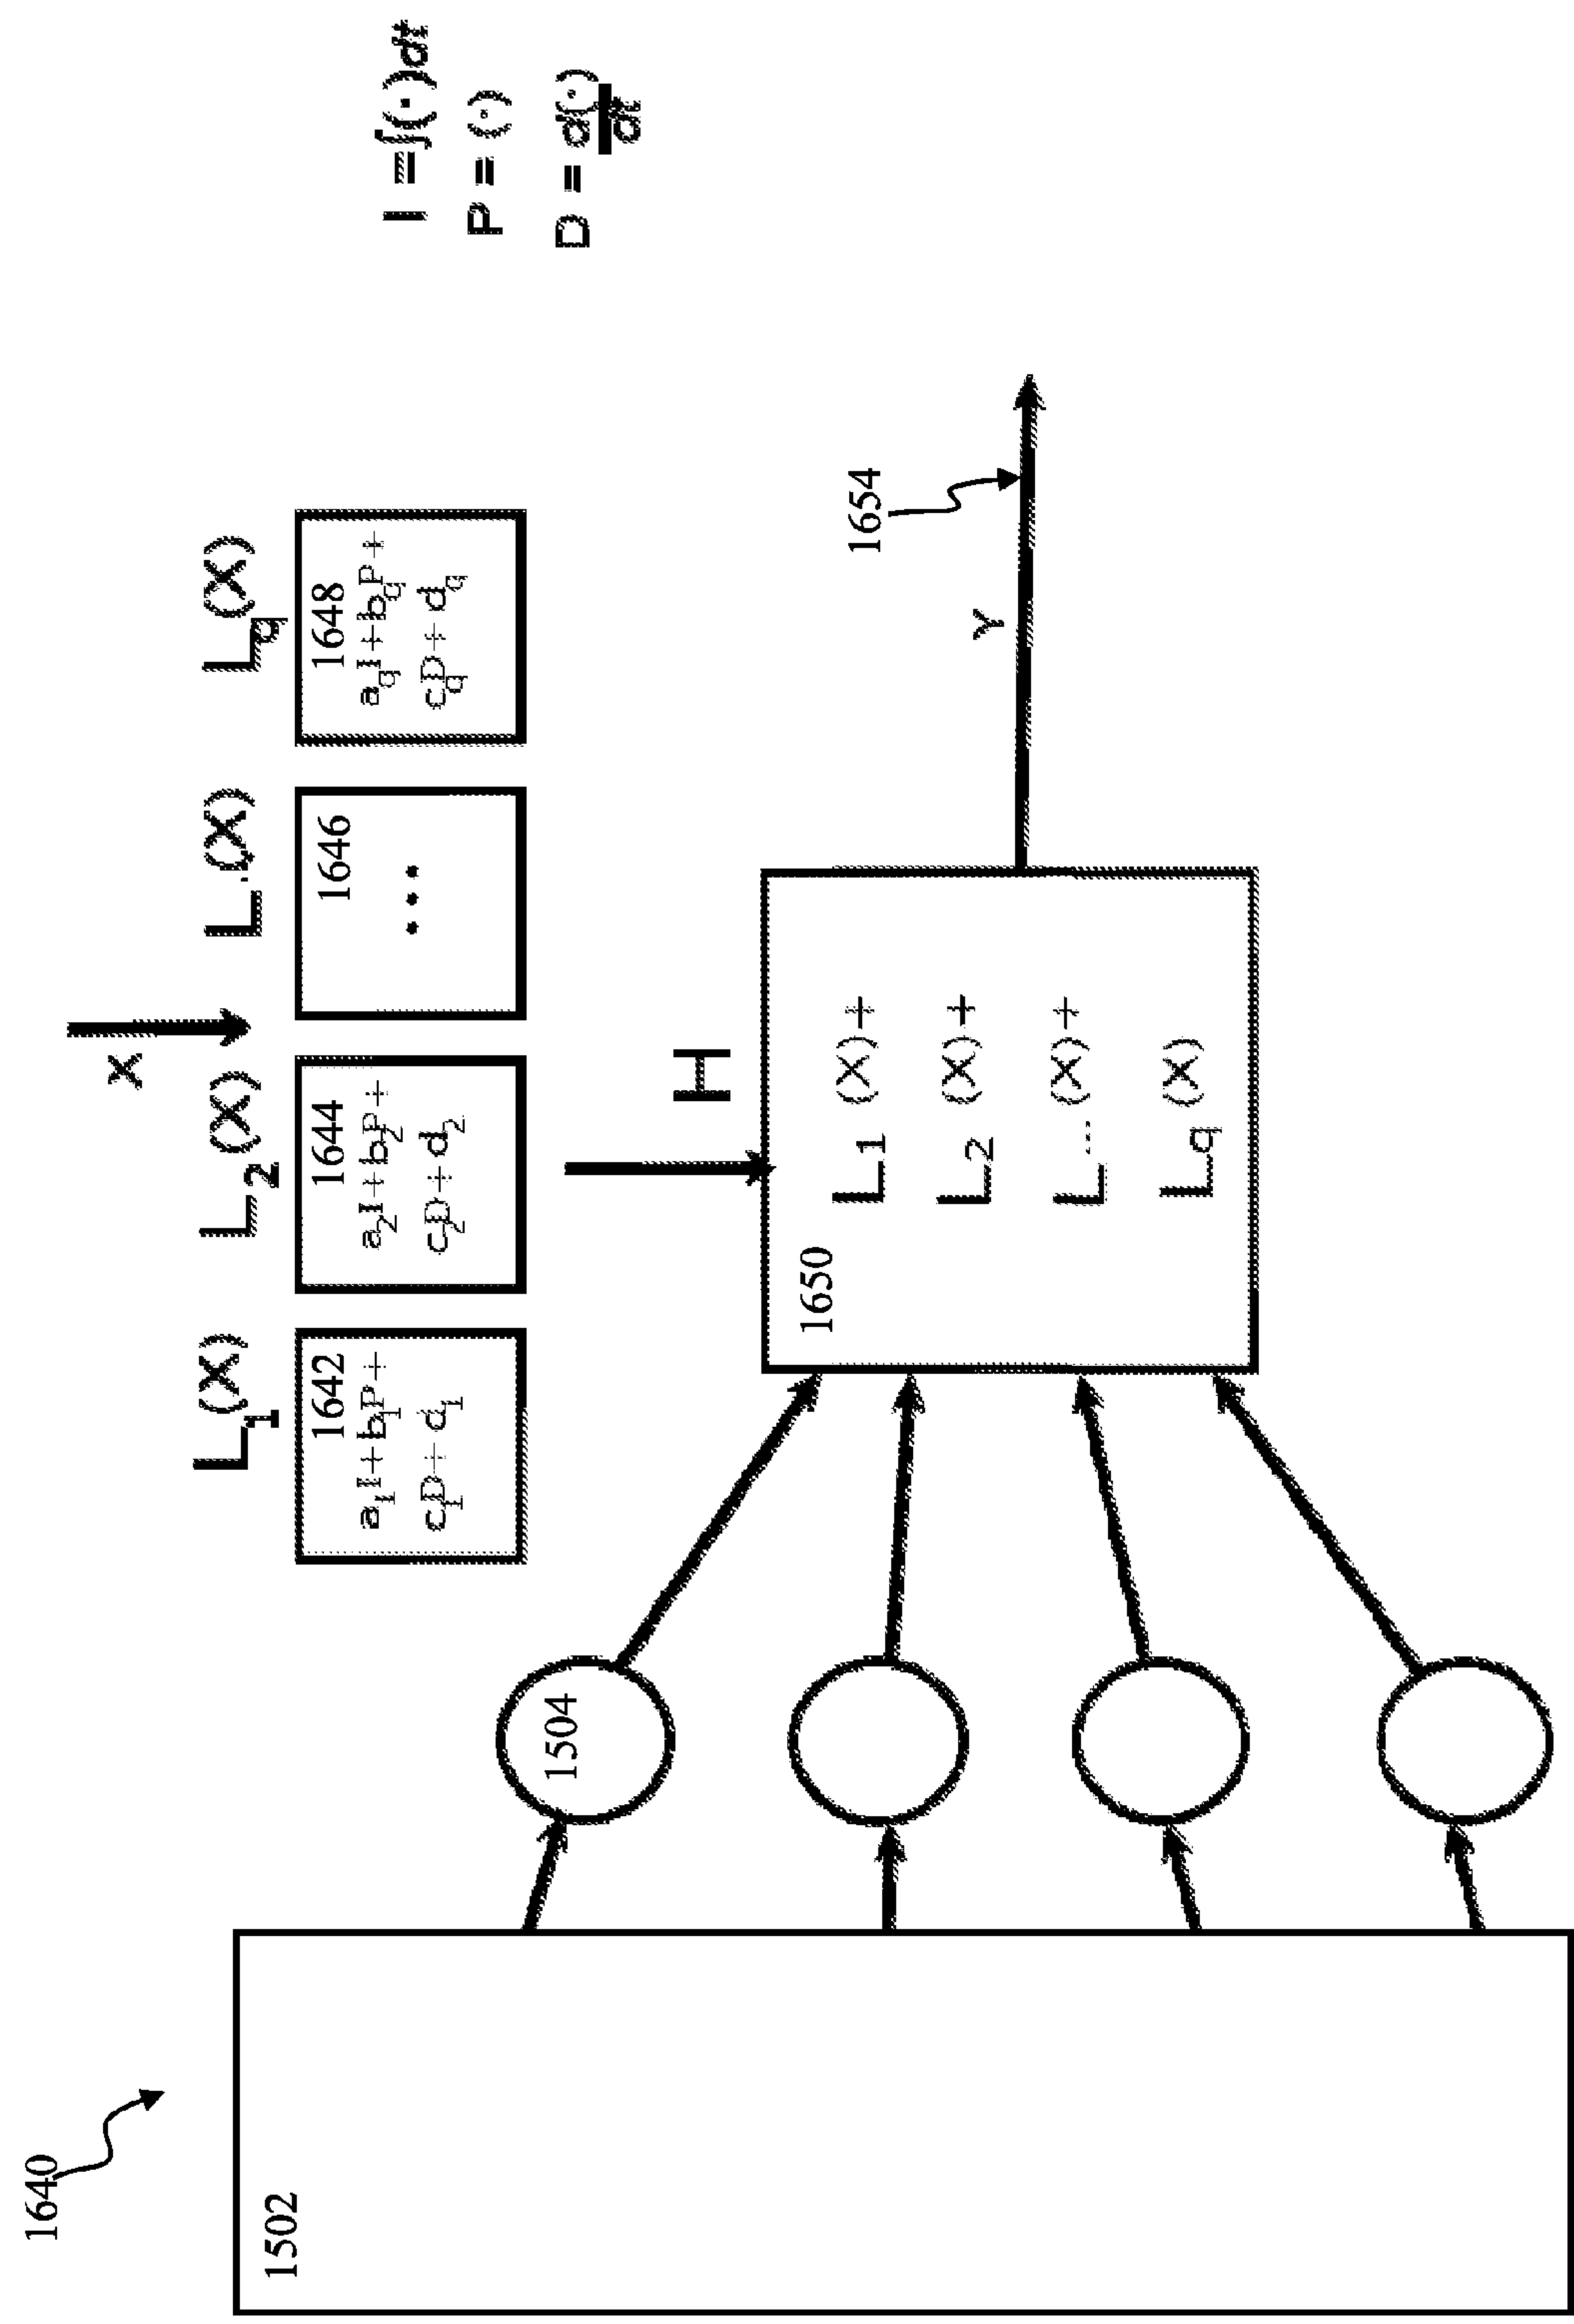 1640
1502
X
L1(X)
L2(X)
L.(X)
Lq(X)
1642
a1I+b1P+
c1D+d1
1644
a2I+b2P+
c2D+d2
1646
...
1648
aqI+bqP+
cqD+dq
I =∫(·)dt
P = (·)
D = d(·)
dt
1504
H
1650
L1 (X)+
L2 (X)+
L... (X)+
Lq (X)
Y
1654